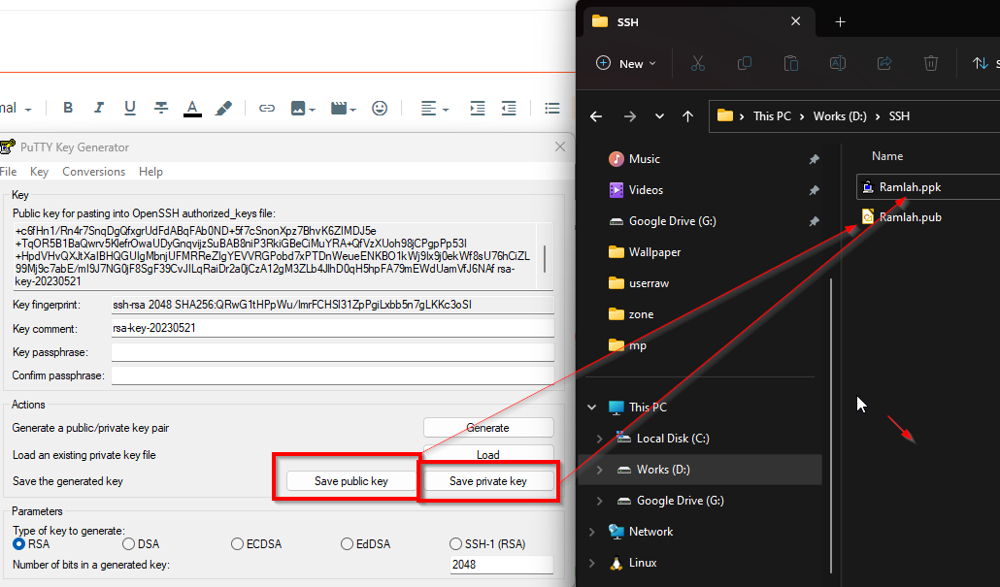 mal
B
I
U
A
PuTTY Key Generator
File Key Conversions Help
Key
Public key for pasting into OpenSSH authorized_keys file:
+c6fHn1/Rn4r7SnqDgQfxgrUdFdABqFAb0ND+5f7cSnonXpz7BhvK6ZIMDJ5e
+TqOR5B1BaQwrv5KlefrOwaUDyGnqvijzSuBAB8niP3RkiGBeCiMuYRA+QfVzXUoh98jCPgpPp53I
+HpdVHvQXJtXaIBHQGUIgMbnjUFMRReZlgYEVVRGPobd7xPTDnWeueENKBO1kWj9Ix9j0ekWf8sU76hCiZL
99Mj9c7abE/mI9J7NG0jF8SgF39CvJILqRaiDr2a0jCzA12gM3ZLb4JlhD0qH9hpFA79mEWdUamVfJ6NAf rsa-
key-20230521
Key fingerprint: ssh-rsa 2048 SHA256:QRwG1tHPpWu/lmrFCHSl31ZpPgiLxbb5n7gLKKc3oSI
Key comment: rsa-key-20230521
Key passphrase:
Confirm passphrase:
Actions
Generate a public/private key pair Generate
Load an existing private key file Load
Save the generated key Save public key Save private key
Parameters
Type of key to generate:
RSA DSA ECDSA EdDSA SSH-1 (RSA)
Number of bits in a generated key: 2048
SSH
New
S
This PC > Works (D:) > SSH
Music
Videos
Google Drive (G:)
Wallpaper
userraw
zone
mp
This PC
Local Disk (C:)
Works (D:)
Google Drive (G:)
Network
Linux
Name
Ramlah.ppk
Ramlah.pub